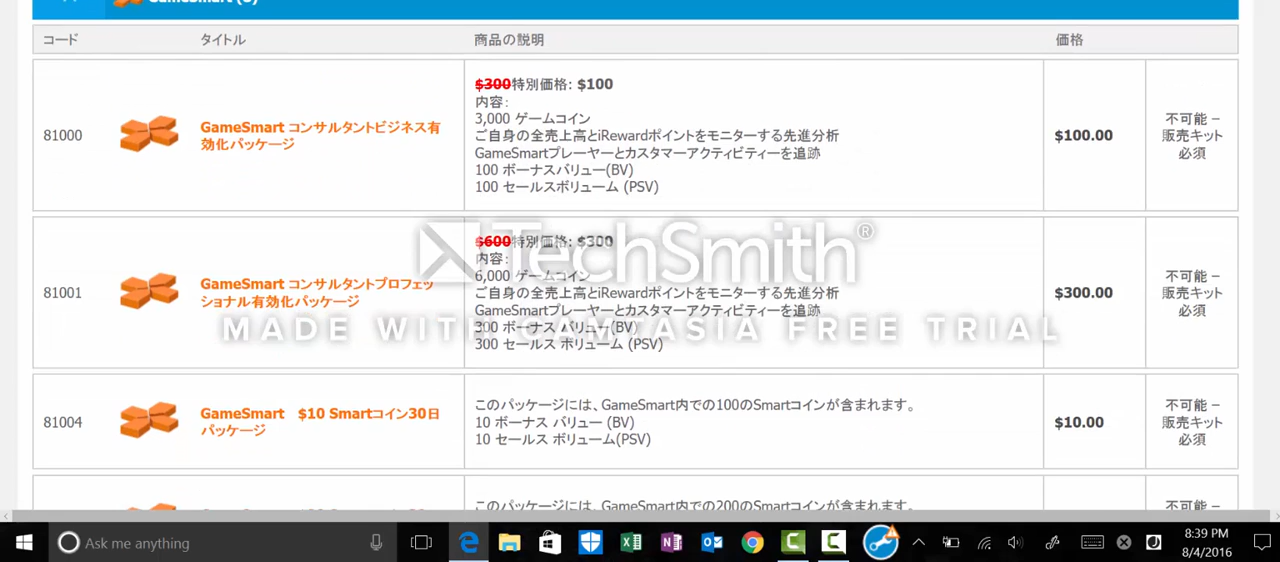 GameSmart
コード タイトル 商品の説明 価格
81000
GameSmart コンサルタントビジネス有
効化パッケージ
$300特別価格: $100
内容:
3,000 ゲームコイン
ご自身の全売上高とiRewardポイントをモニターする先進分析
GameSmartプレーヤーとカスタマーアクティビティーを追跡
100 ボーナスバリュー(BV)
100 セールスボリューム (PSV)
$100.00
不可能 –
販売キット
必須
81001
GameSmart コンサルタントプロフェッ
ショナル有効化パッケージ
$600特別価格: $300
内容:
6,000 ゲームコイン
ご自身の全売上高とiRewardポイントをモニターする先進分析
GameSmartプレーヤーとカスタマーアクティビティーを追跡
300 ボーナス バリュー(BV)
300 セールス ボリューム (PSV)
$300.00
不可能 –
販売キット
必須
TechSmith®
MADE WITH CAMTASIA FREE TRIAL
81004
GameSmart $10 Smartコイン30日
パッケージ
このパッケージには、GameSmart内での100のSmartコインが含まれます。
10 ボーナス バリュー (BV)
10 セールス ボリューム(PSV)
$10.00
不可能 –
販売キット
必須
このパッケージには、GameSmart内での200のSmartコインが含まれます。
不可能 –
Ask me anything
8:39 PM
8/4/2016